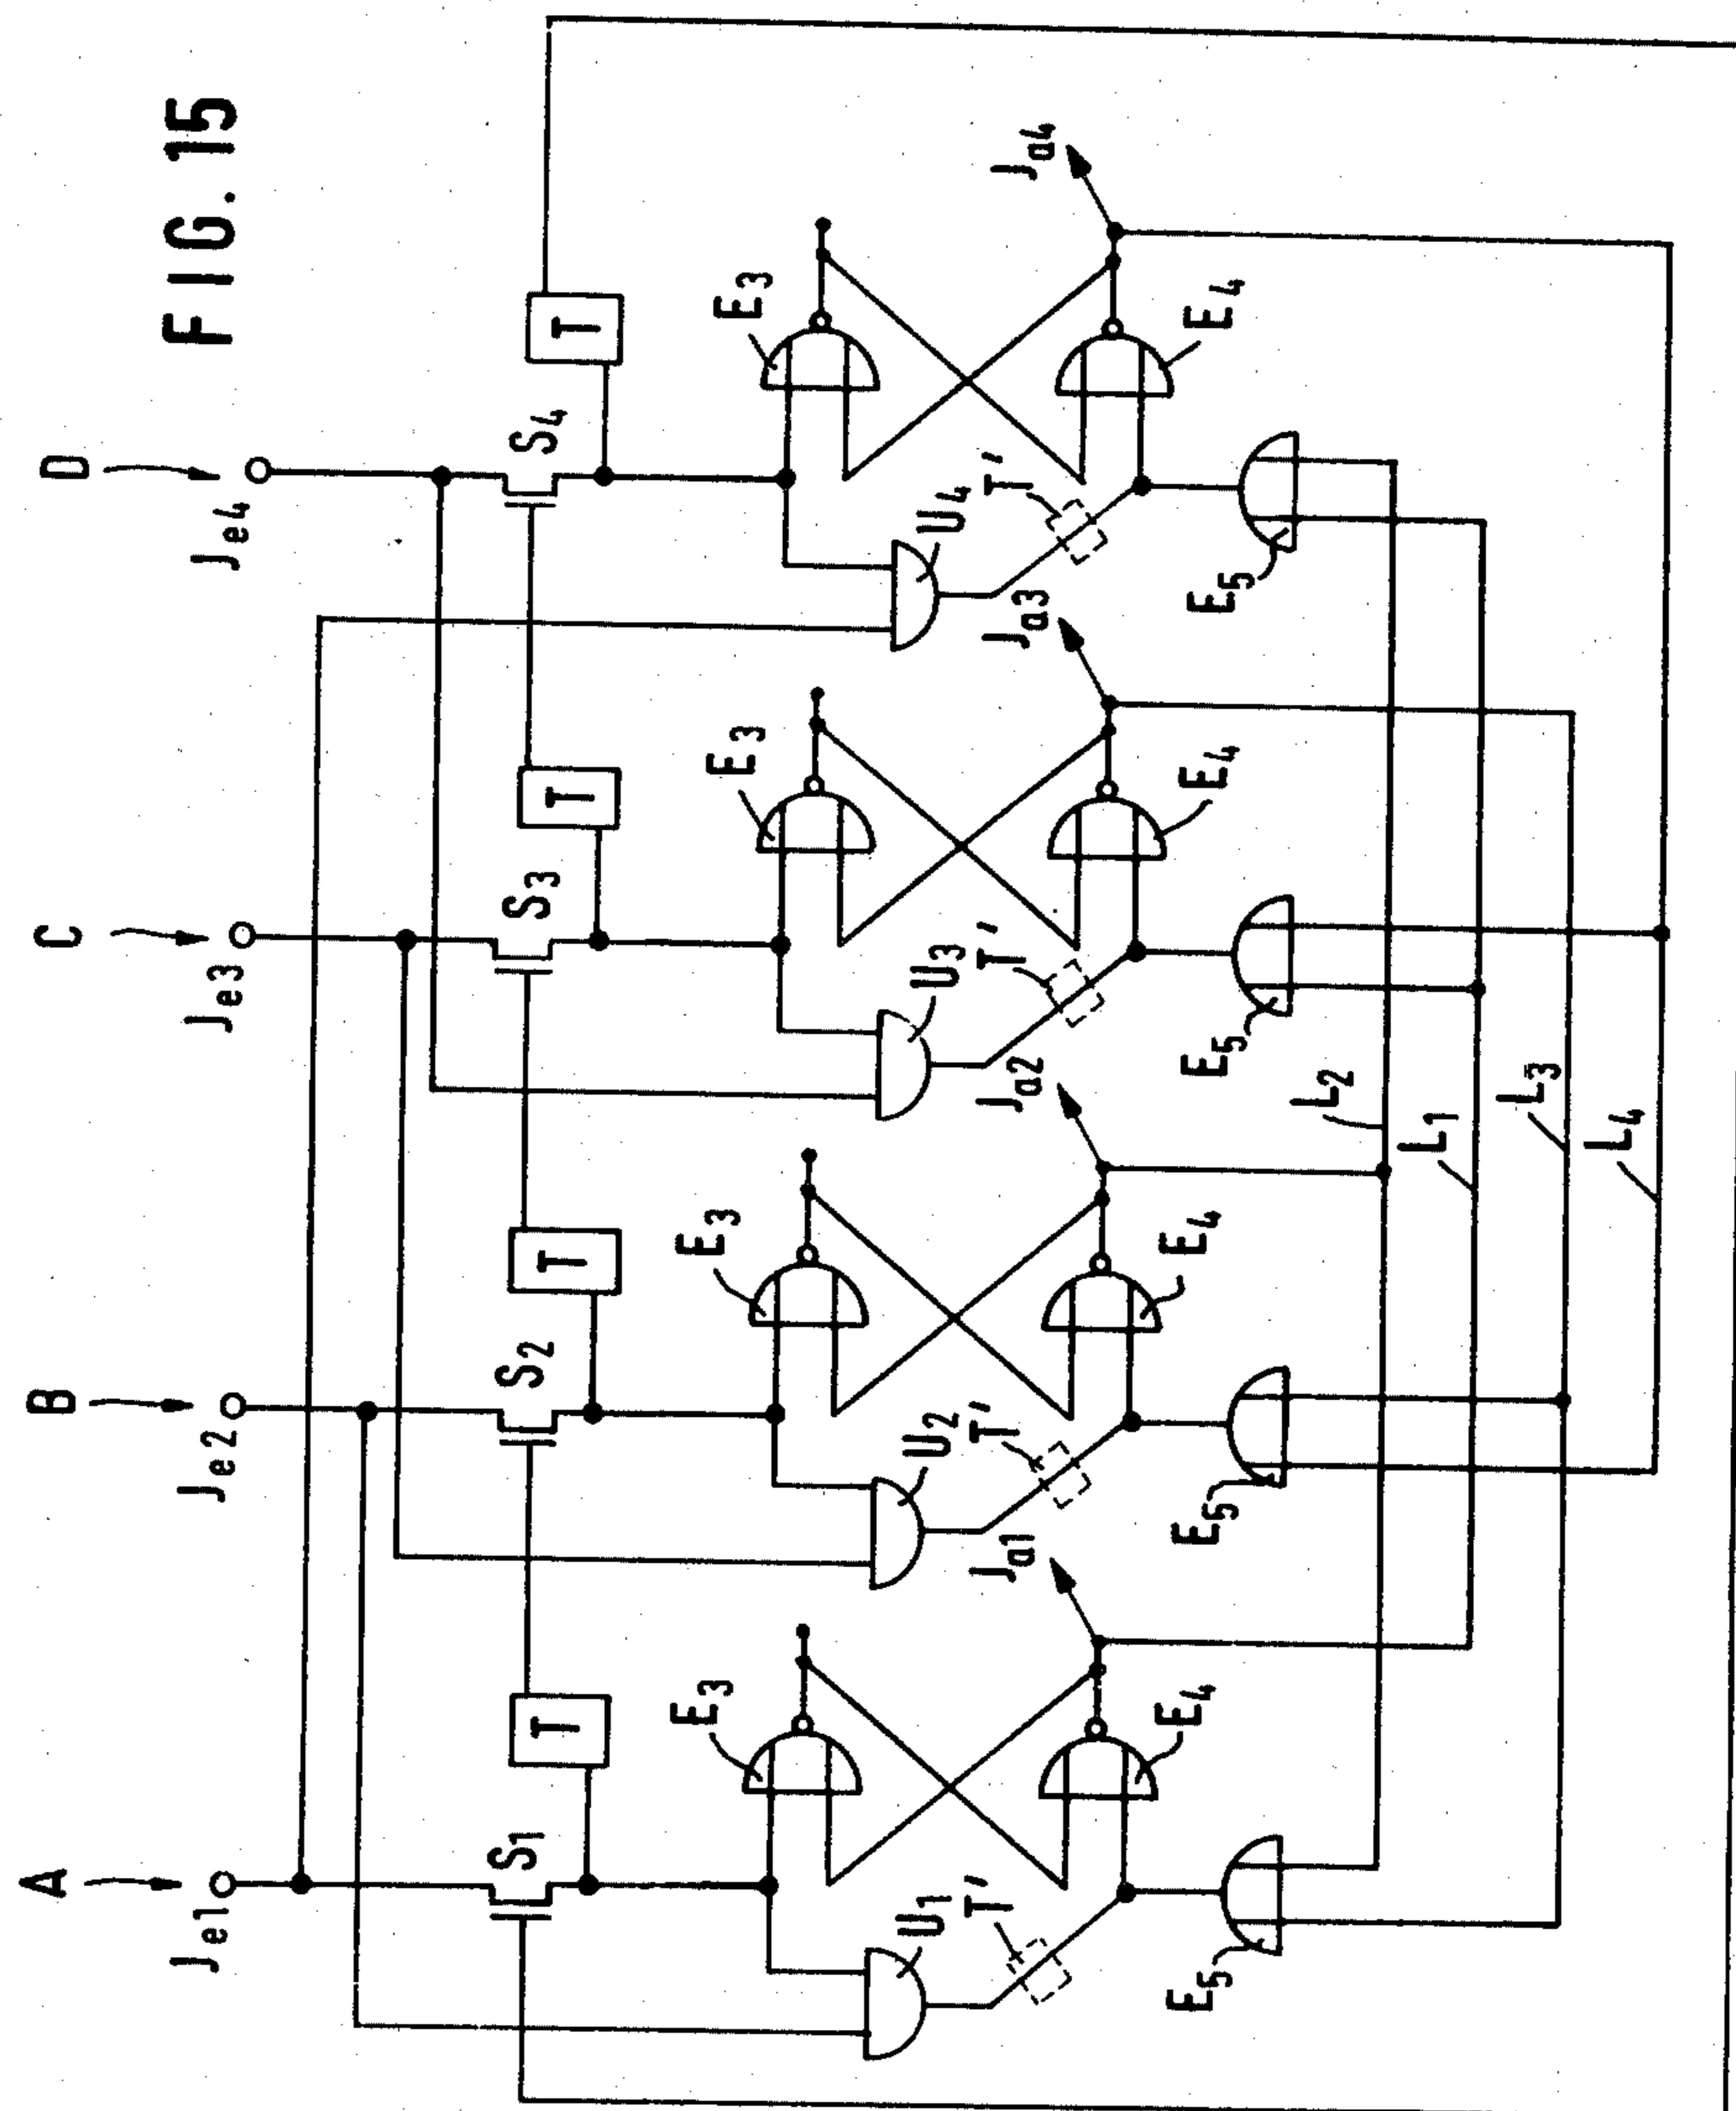 FIG. 15
A B C D
Je1 Je2 Je3 Je4
S1 S2 S3 S4
T T T T
E3 E3 E3 E3
U1 U2 U3 U4
T' T' T' T'
Ja1 Ja2 Ja3 Ja4
E4 E4 E4 E4
E5 E5 E5 E5
L2
L1
L3
L4